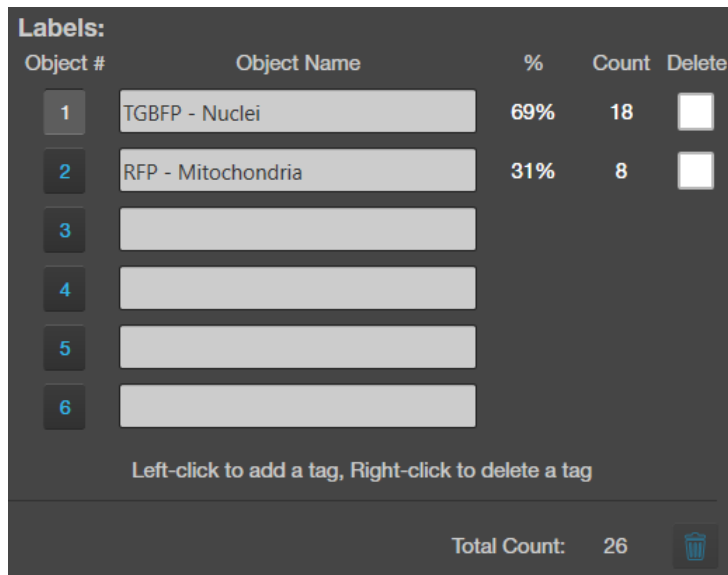 Labels:
Object # Object Name % Count Delete
1 TGBFP - Nuclei 69% 18
2 RFP - Mitochondria 31% 8
3
4
5
6
Left-click to add a tag, Right-click to delete a tag
Total Count: 26